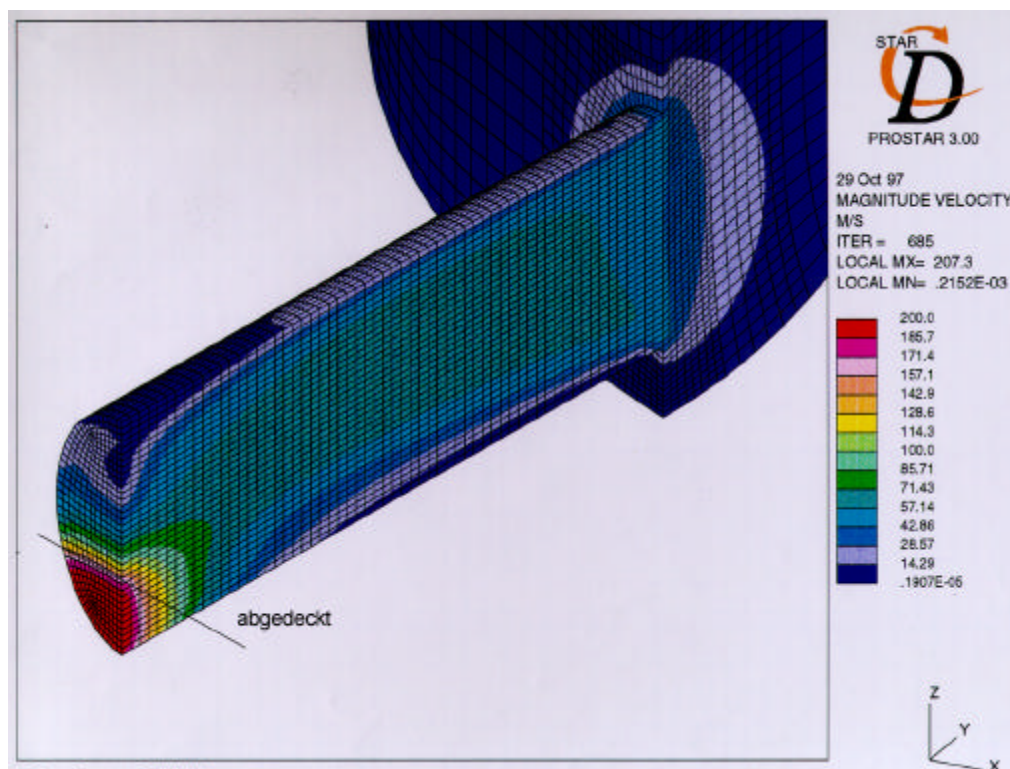 STAR
D
PROSTAR 3.00
29 Oct 97
MAGNITUDE VELOCITY
M/S
ITER = 685
LOCAL MX= 207.3
LOCAL MN= .2152E-03
200.0
185.7
171.4
157.1
142.9
128.6
114.3
100.0
85.71
71.43
57.14
42.86
28.57
14.29
.1907E-05
abgedeckt
Z
Y
X